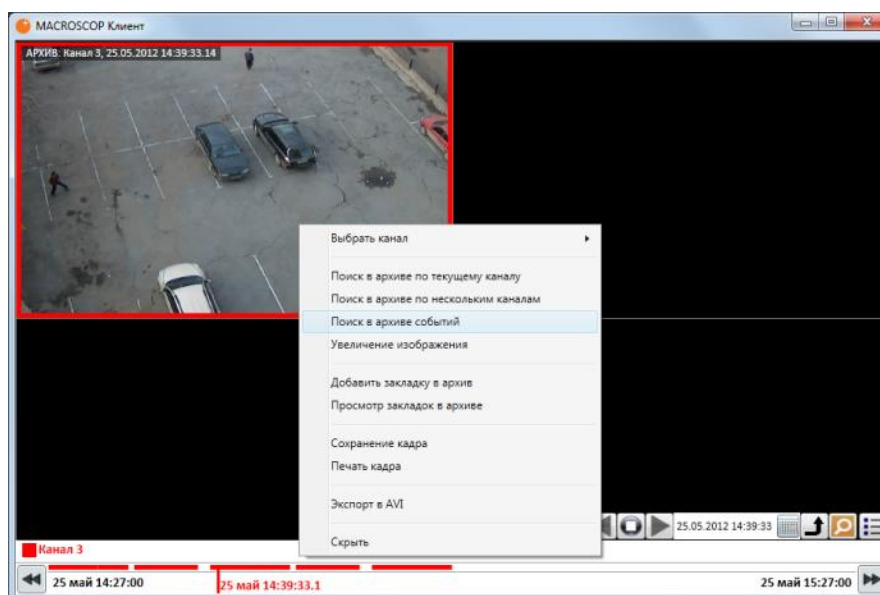 MACROSCOP Клиент
АРХИВ: Канал 3, 25.05.2012 14:39:33.14
Выбрать канал
Поиск в архиве по текущему каналу
Поиск в архиве по нескольким каналам
Поиск в архиве событий
Увеличение изображения
Добавить закладку в архив
Просмотр закладок в архиве
Сохранение кадра
Печать кадра
Экспорт в AVI
Скрыть
25.05.2012 14:39:33
Канал 3
25 май 14:27:00
25 май 14:39:33.1
25 май 15:27:00